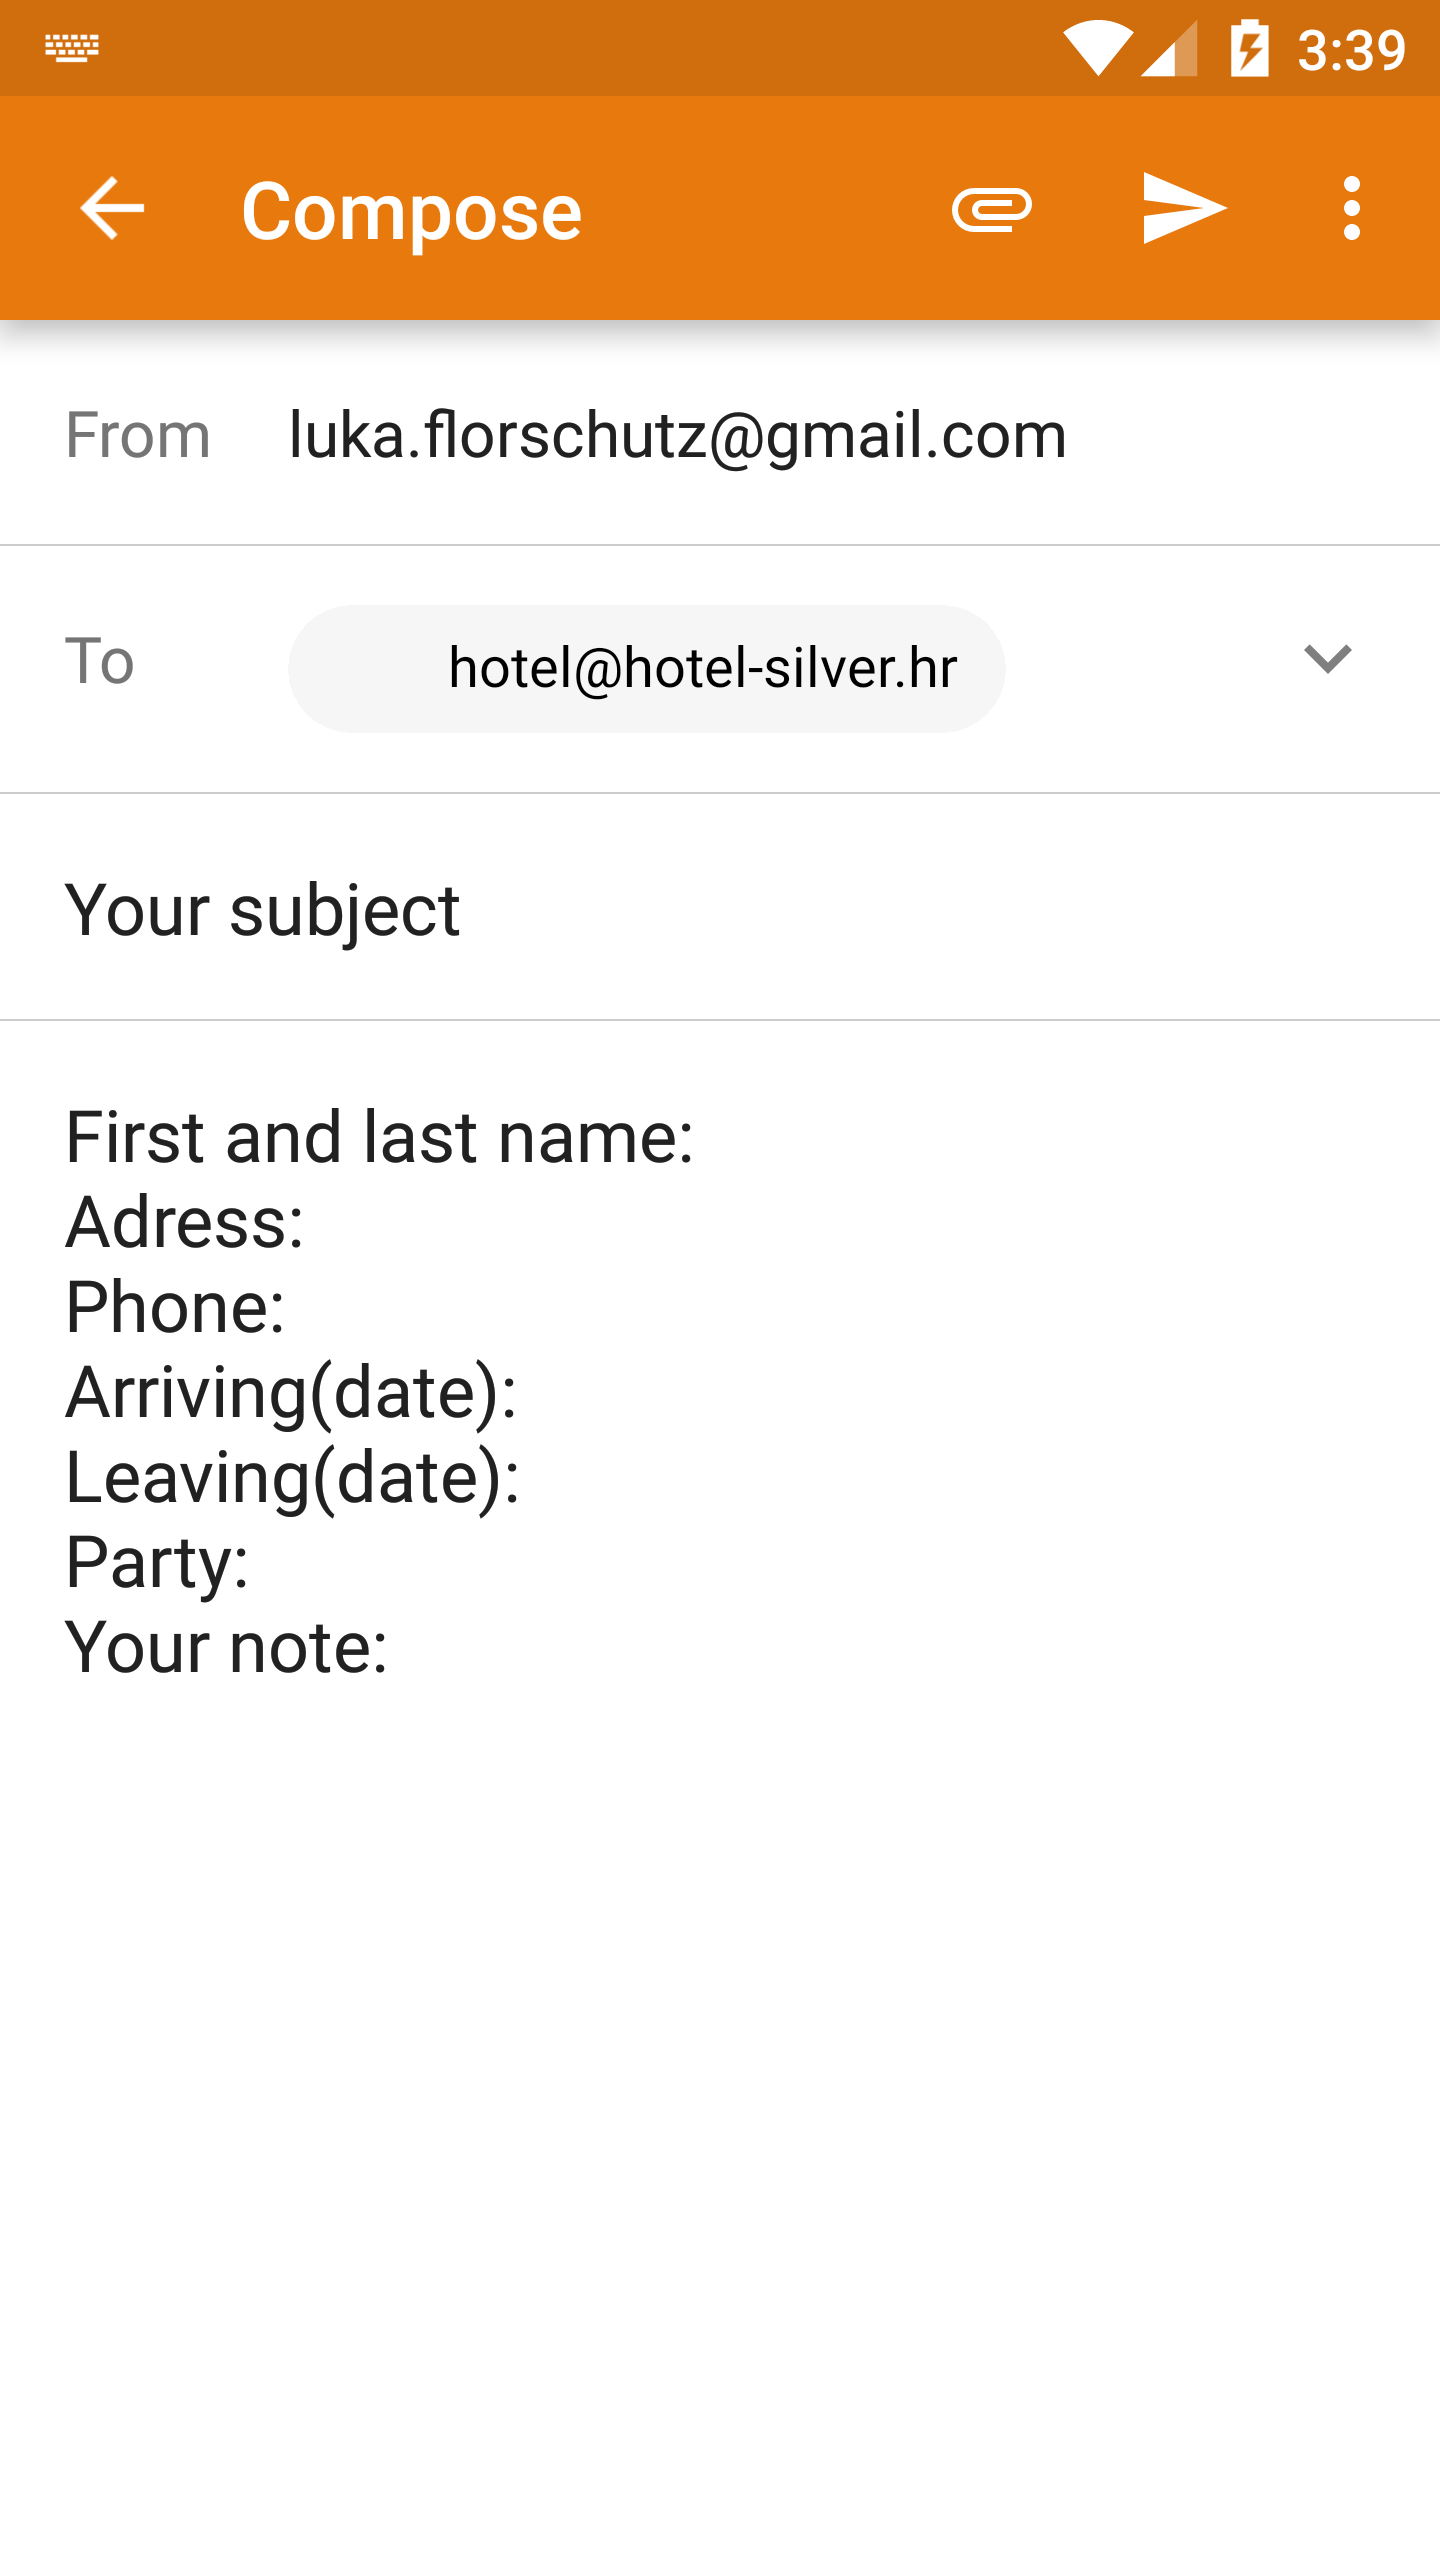 3:39
Compose
From luka.florschutz@gmail.com
To hotel@hotel-silver.hr
Your subject
First and last name:
Adress:
Phone:
Arriving(date):
Leaving(date):
Party:
Your note: